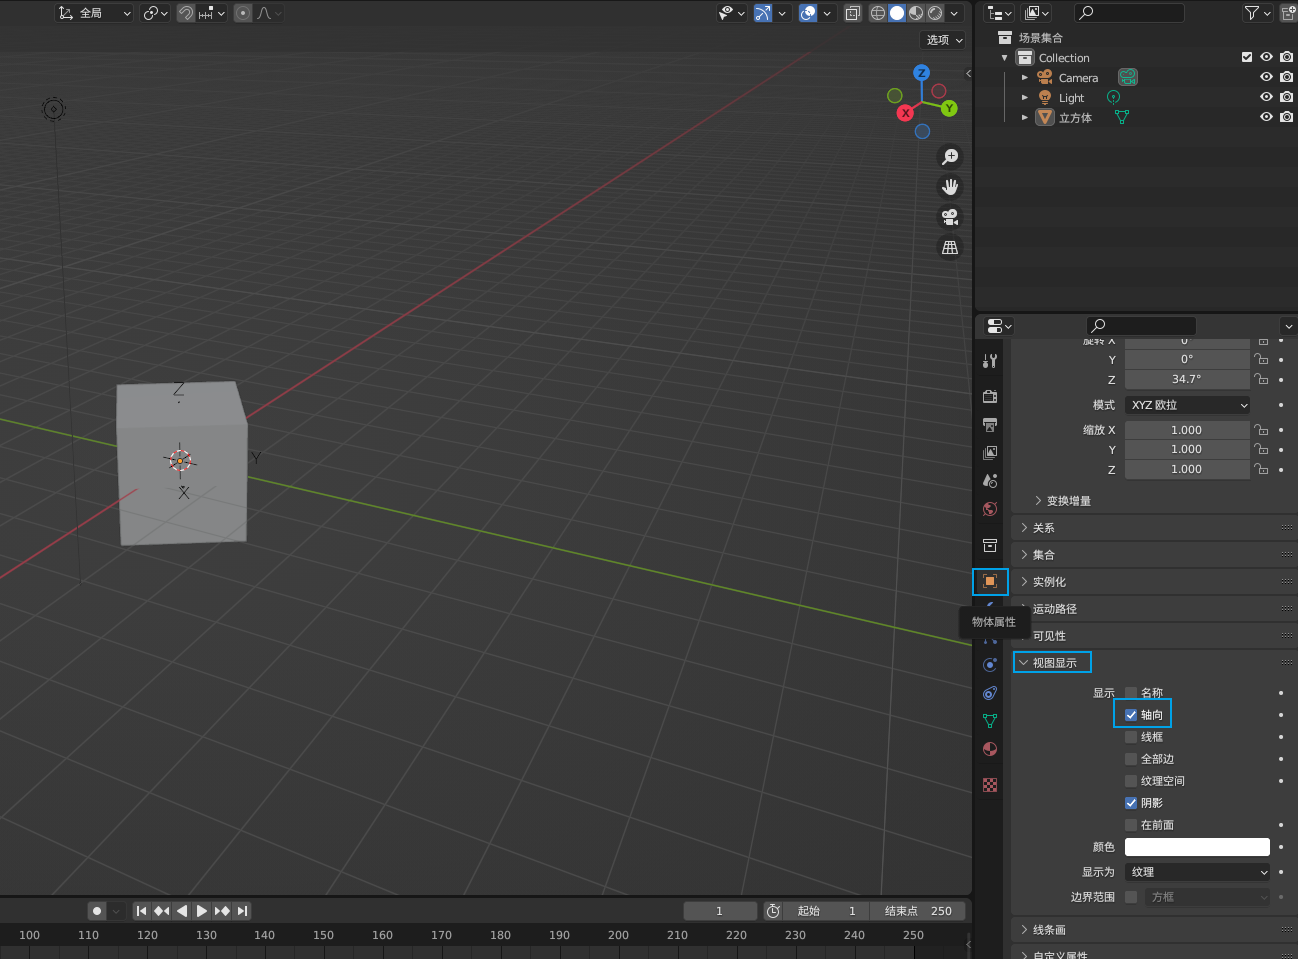 全局
选项
Z
Y
X
Z
Y
X
场景集合
Collection
Camera
Light
立方体
旋转 X 0°
Y 0°
Z 34.7°
模式 XYZ 欧拉
缩放 X 1.000
Y 1.000
Z 1.000
变换增量
关系
集合
实例化
运动路径
物体属性
可见性
视图显示
显示 名称
轴向
线框
全部边
纹理空间
阴影
在前面
颜色
显示为 纹理
边界范围 方框
线条画
自定义属性
1 起始 1 结束点 250
100 110 120 130 140 150 160 170 180 190 200 210 220 230 240 250